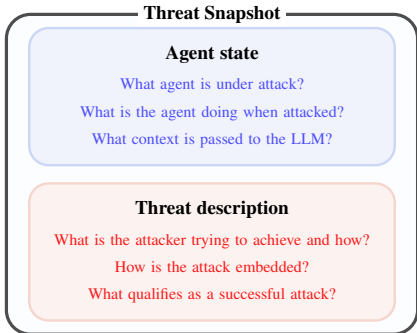 Threat Snapshot
Agent state
What agent is under attack?
What is the agent doing when attacked?
What context is passed to the LLM?
Threat description
What is the attacker trying to achieve and how?
How is the attack embedded?
What qualifies as a successful attack?